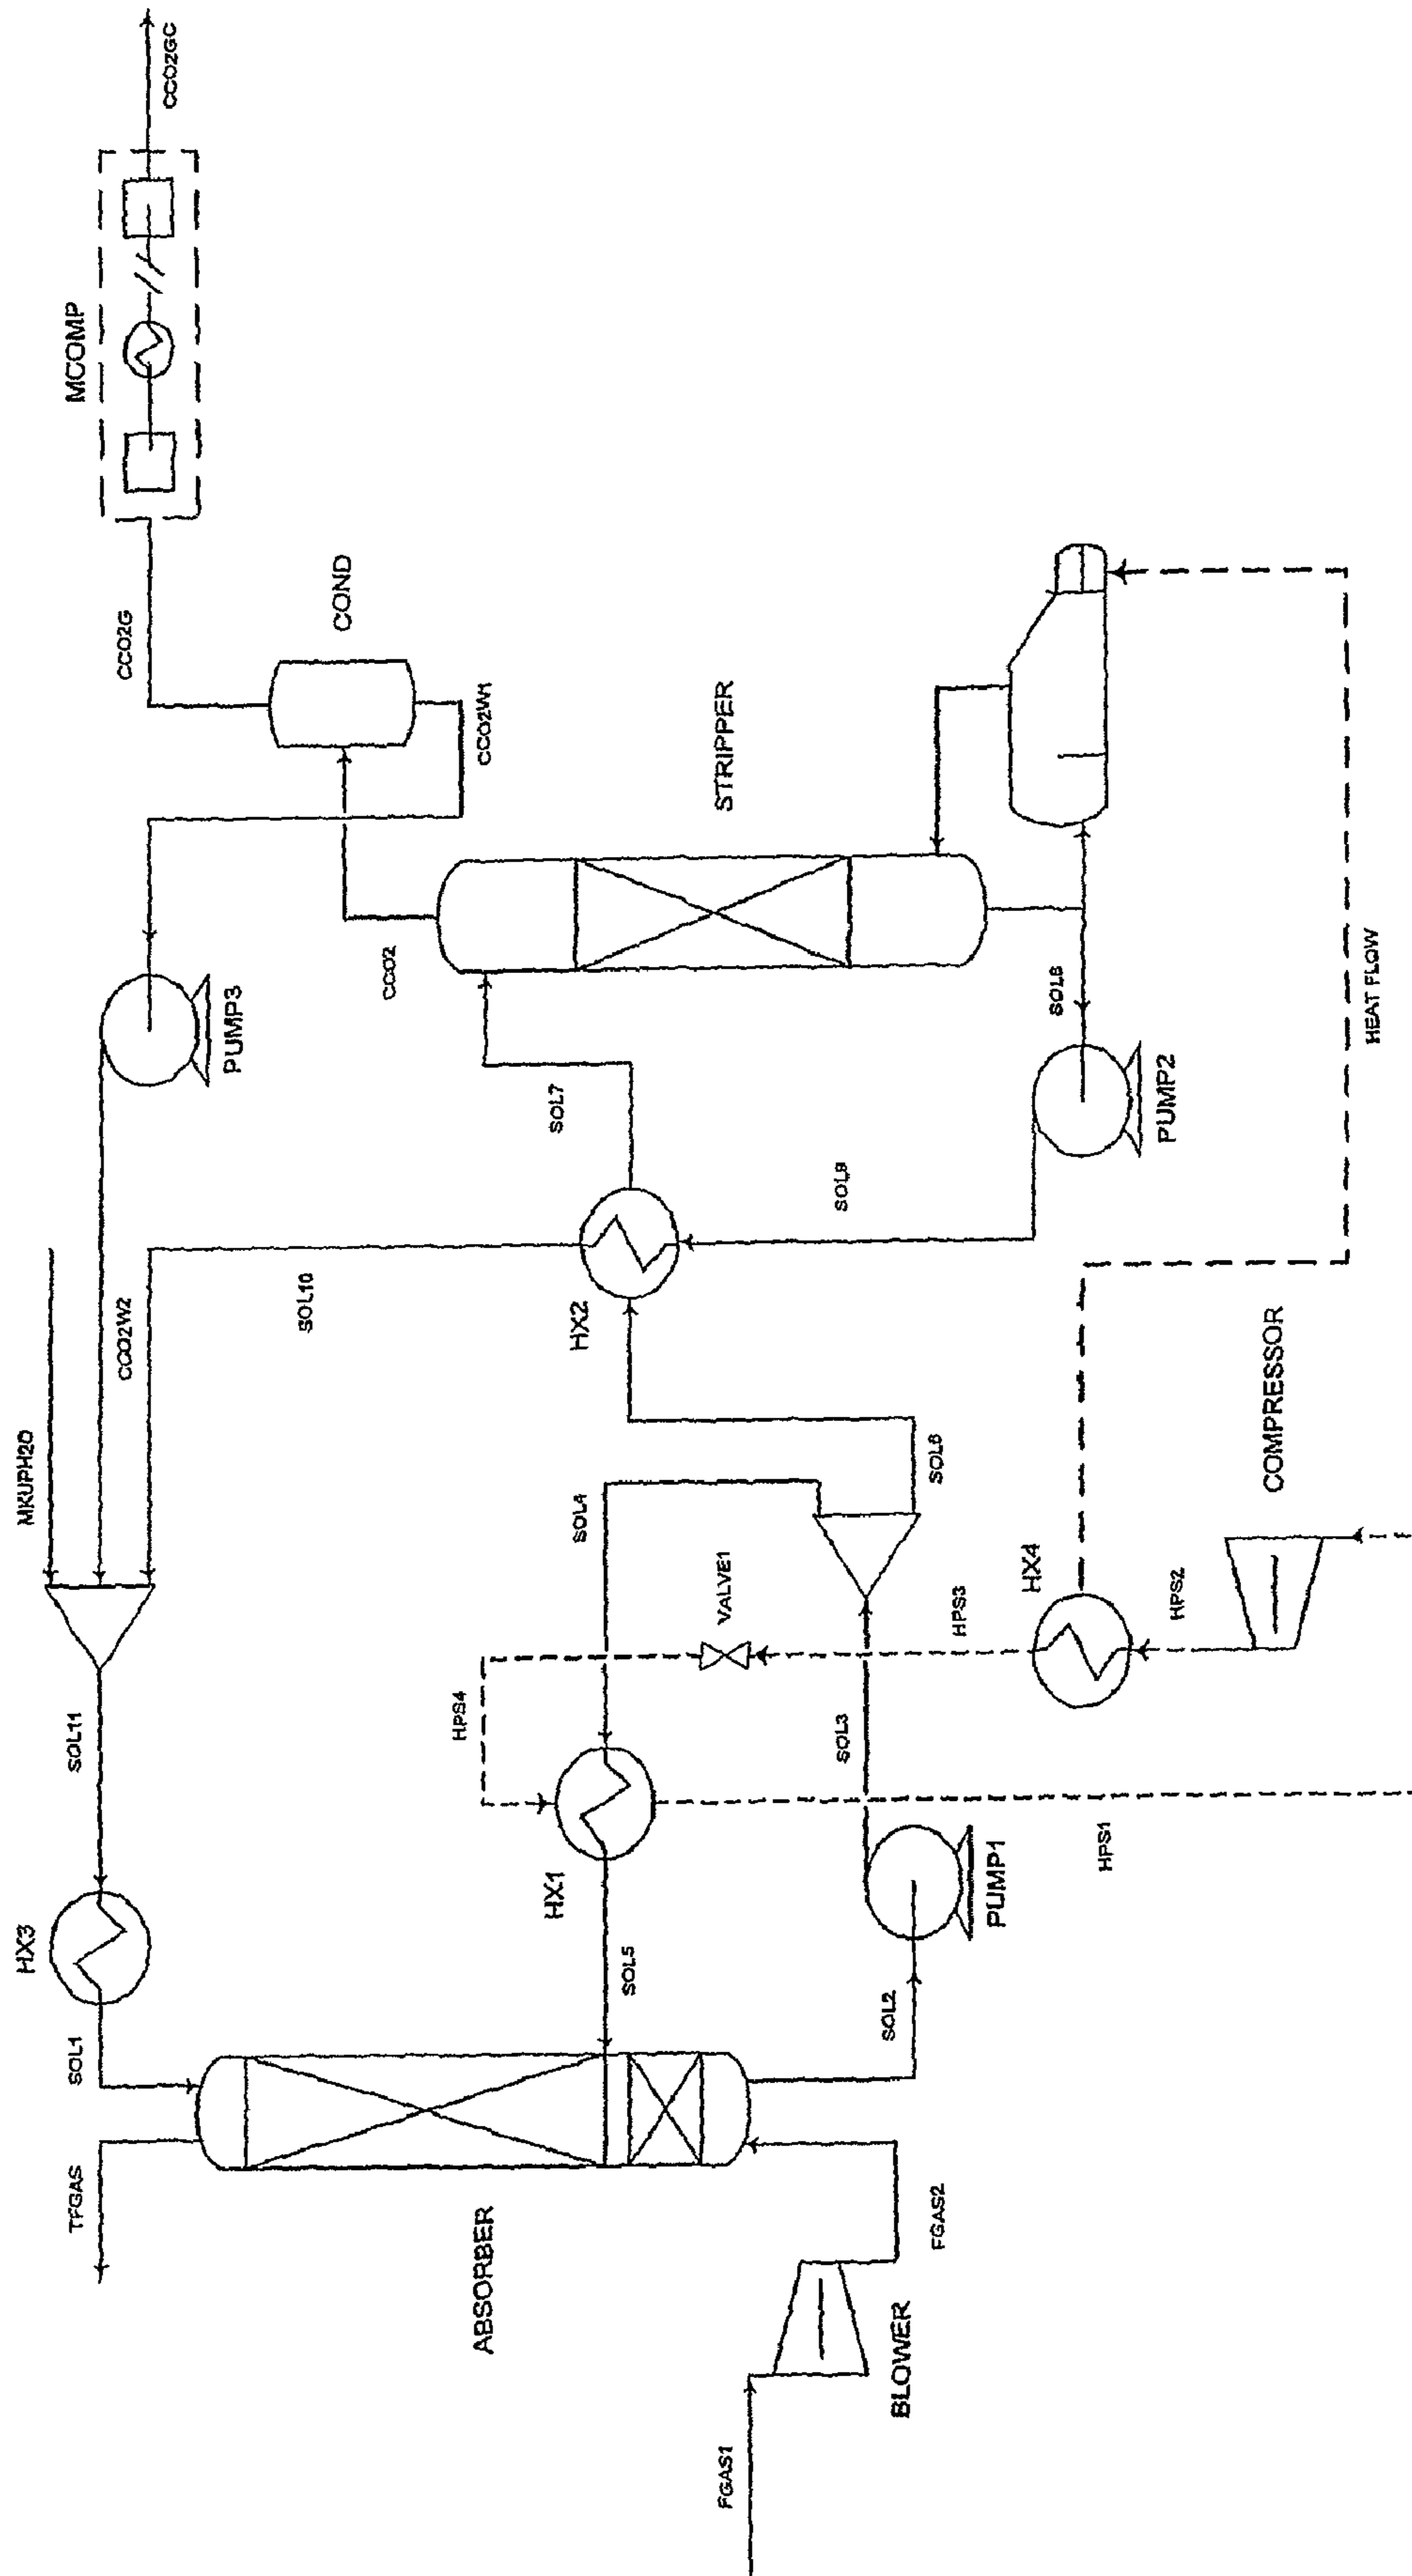 HX3
MKUPH2O
TFGAS
SOL1
SOL11
MCOMP
CCO2W2
CCO2G
CCO2GC
PUMP3
SOL10
COND
CCO2
HPS4
ABSORBER
CCO2W1
HX1
SOL7
SOL4
HX2
SOL5
FGAS1
VALVE1
STRIPPER
SOL3
SOL9
SOL2
BLOWER
FGAS2
SOL6
HPS3
PUMP1
HX4
SOL8
HPS1
PUMP2
HPS2
COMPRESSOR
HEAT FLOW